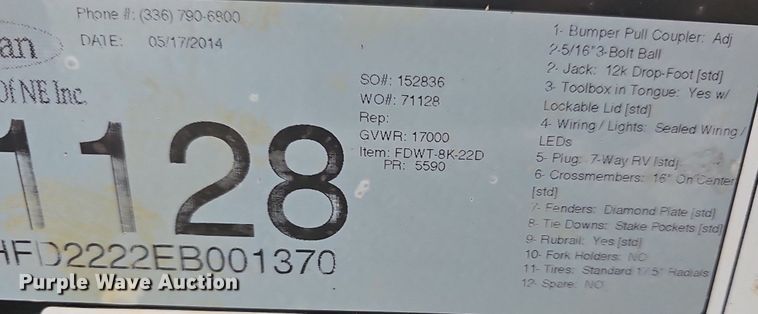 Phone #: (336) 790-6800
DATE: 05/17/2014
an
Of NE Inc.
1128
HFD2222EB001370
SO#: 152836
WO#: 71128
Rep:
GVWR: 17000
Item: FDWT-8K-22D
PR: 5590
1- Bumper Pull Coupler: Adj
2-5/16"3-Bolt Ball
2- Jack: 12k Drop-Foot [std]
3- Toolbox in Tongue: Yes w/
Lockable Lid [std]
4- Wiring / Lights: Sealed Wiring /
LEDs
5- Plug: 7-Way RV [std]
6- Crossmembers: 16" On Center
[std]
7- Fenders: Diamond Plate [std]
8- Tie Downs: Stake Pockets [std]
9- Rubrail: Yes [std]
10- Fork Holders: NO
11- Tires: Standard 17.5" Radials
12- Spare: NO
Purple Wave Auction